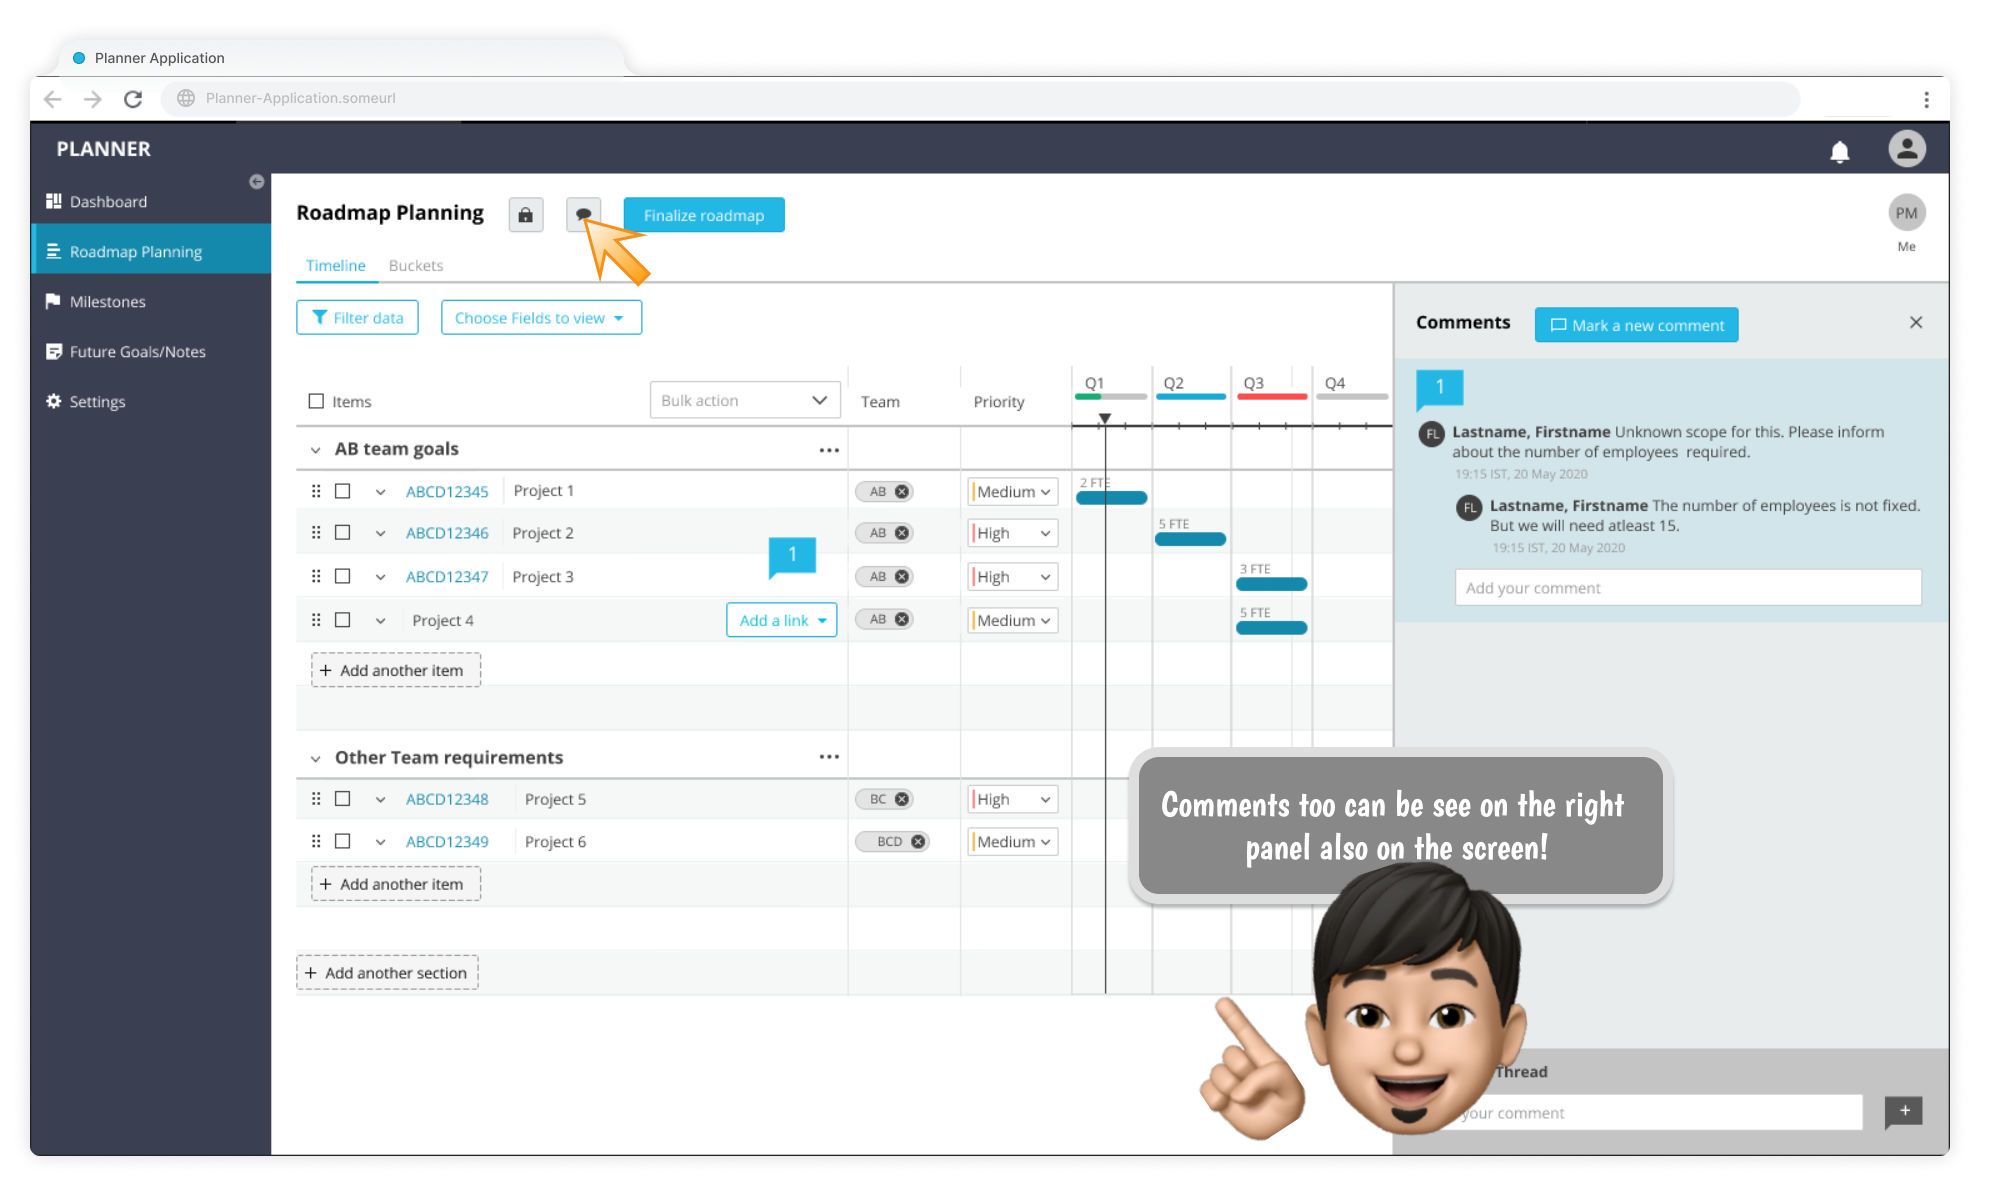 Planner Application
Planner-Application.someurl
PLANNER
Dashboard
Roadmap Planning
Milestones
Future Goals/Notes
Settings
Roadmap Planning
Finalize roadmap
PM
Me
Timeline
Buckets
Filter data
Choose Fields to view
Items
Bulk action
Team
Priority
Q1
Q2
Q3
Q4
AB team goals
ABCD12345 Project 1 AB Medium 2 FTE
ABCD12346 Project 2 AB High 5 FTE
1
ABCD12347 Project 3 AB High 3 FTE
Project 4 Add a link AB Medium 5 FTE
+ Add another item
Other Team requirements
ABCD12348 Project 5 BC High
ABCD12349 Project 6 BCD Medium
+ Add another item
+ Add another section
Comments
Mark a new comment
1
FL
Lastname, Firstname Unknown scope for this. Please inform
about the number of employees required.
19:15 IST, 20 May 2020
FL
Lastname, Firstname The number of employees is not fixed.
But we will need atleast 15.
19:15 IST, 20 May 2020
Add your comment
Comments too can be see on the right
panel also on the screen!
Thread
your comment
+